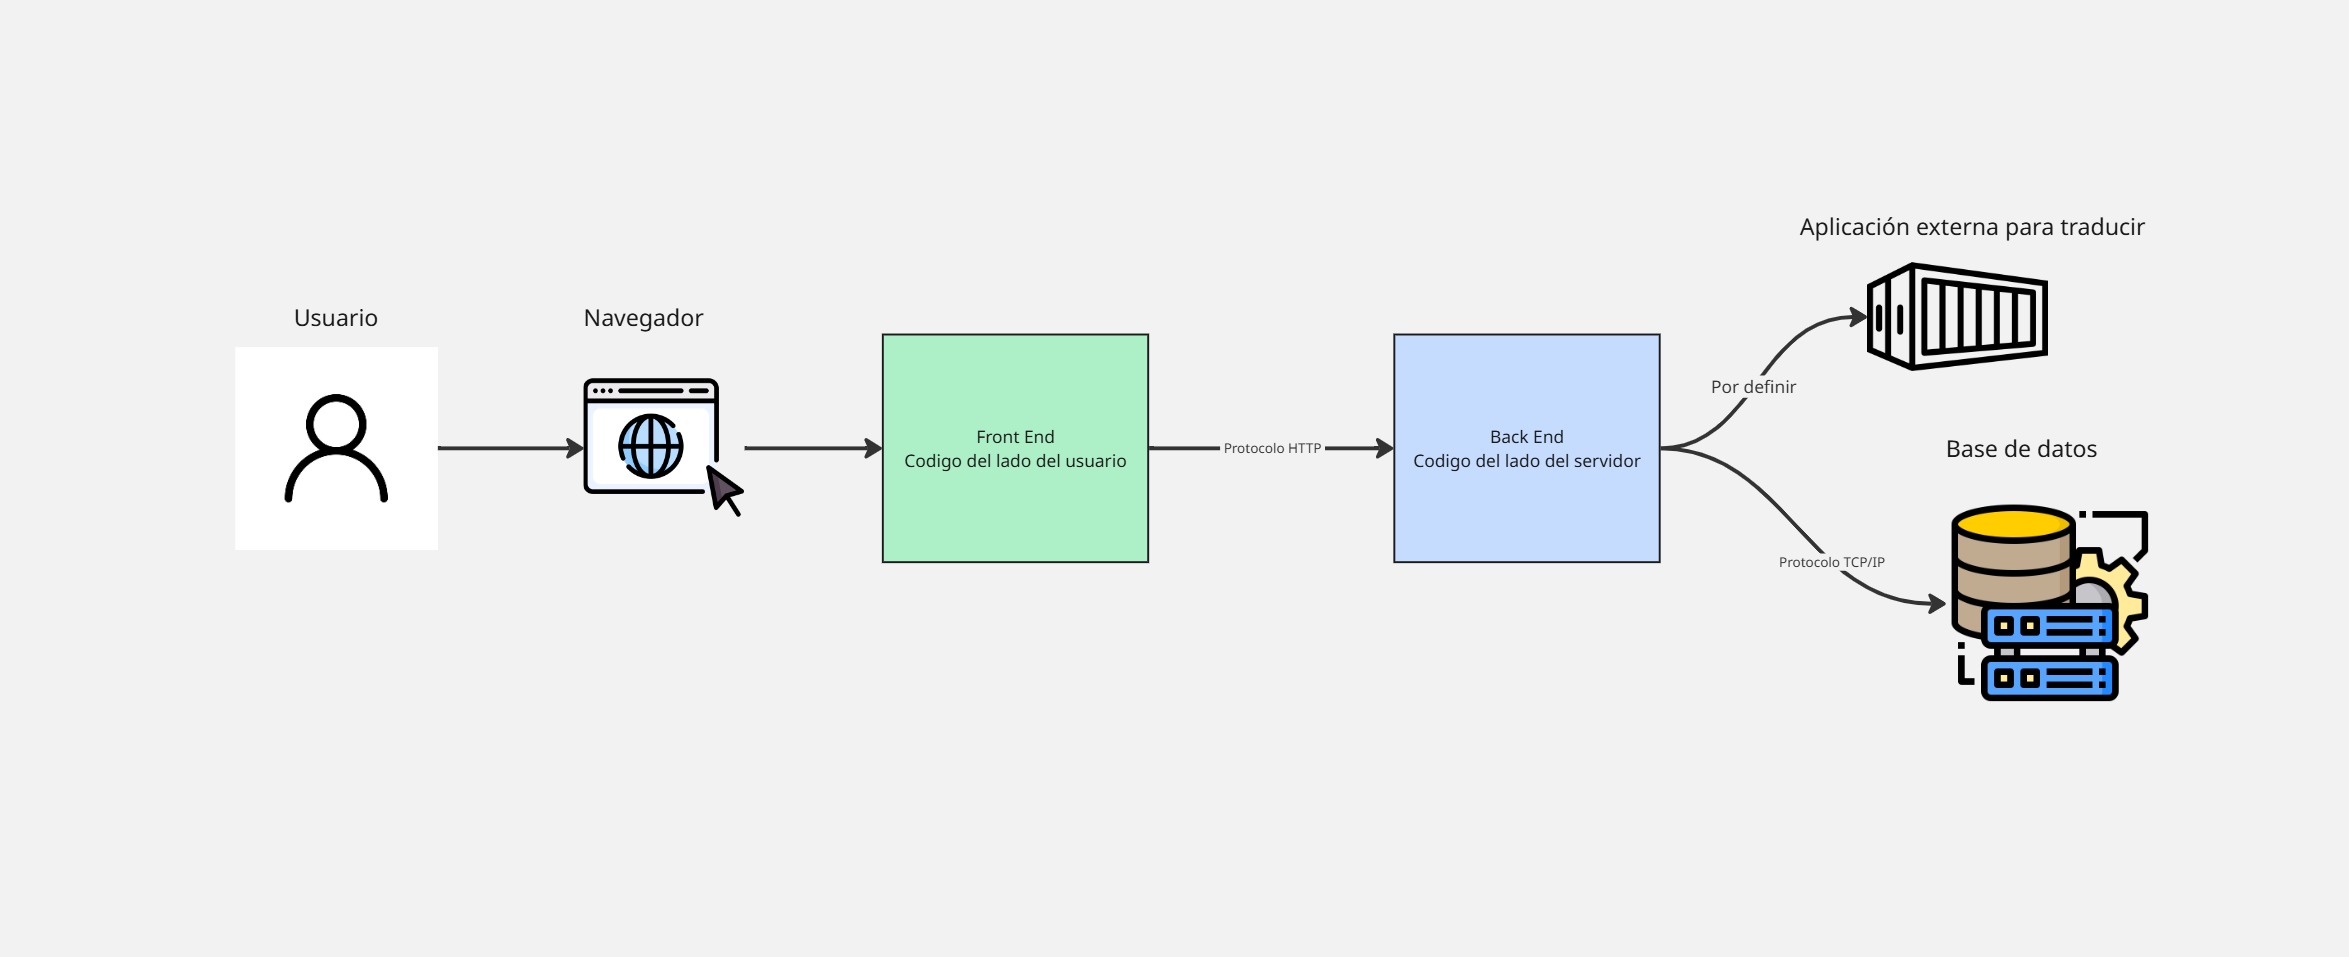 Usuario
Navegador
Front End
Codigo del lado del usuario
Protocolo HTTP
Back End
Codigo del lado del servidor
Por definir
Aplicación externa para traducir
Protocolo TCP/IP
Base de datos